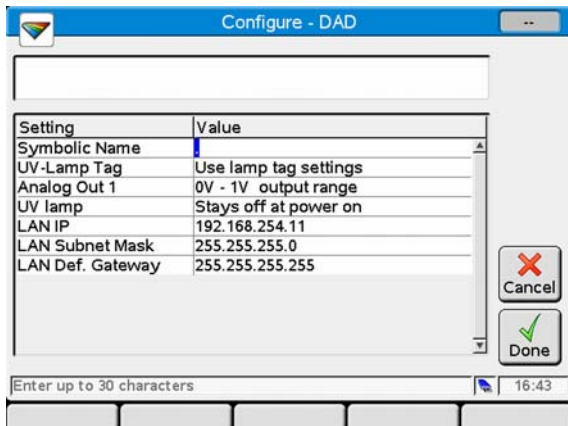 Configure - DAD
--
Setting Value
Symbolic Name .
UV-Lamp Tag Use lamp tag settings
Analog Out 1 0V - 1V output range
UV lamp Stays off at power on
LAN IP 192.168.254.11
LAN Subnet Mask 255.255.255.0
LAN Def. Gateway 255.255.255.255
Cancel
Done
Enter up to 30 characters 16:43